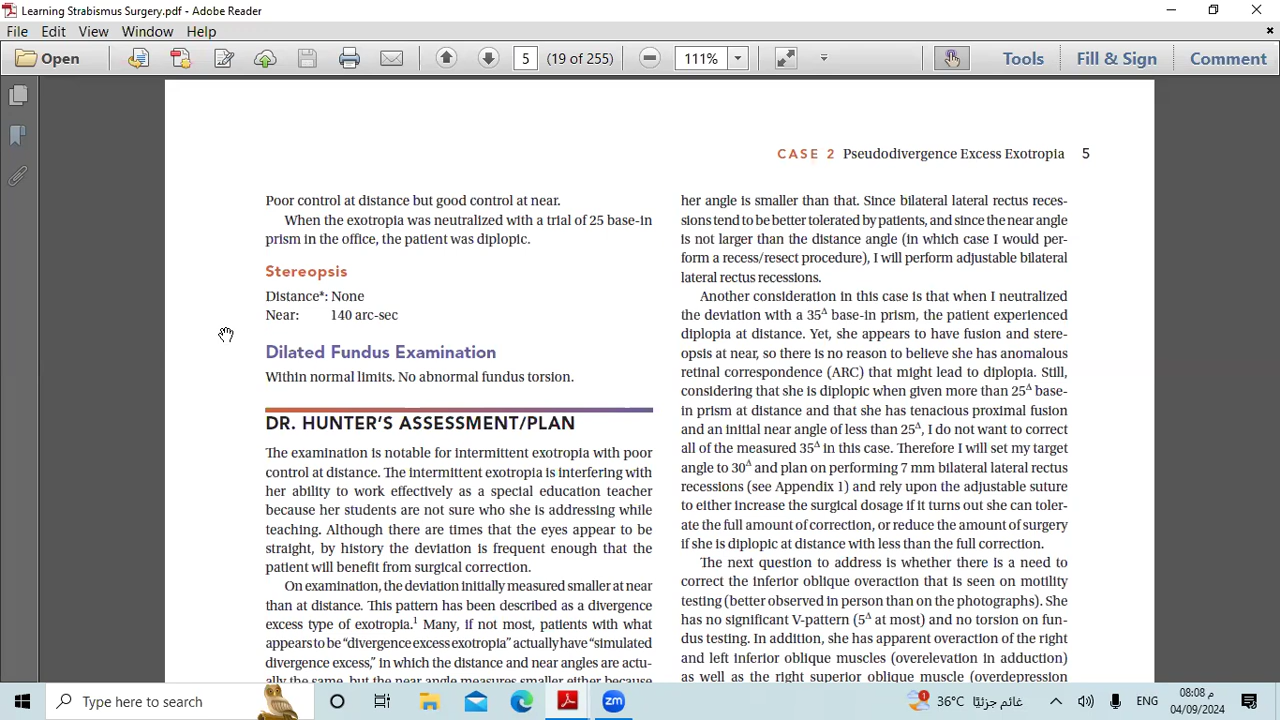 Learning Strabismus Surgery.pdf - Adobe Reader
File Edit View Window Help
Open 5 (19 of 255) 111% Tools Fill & Sign Comment
CASE 2 Pseudodivergence Excess Exotropia 5
Poor control at distance but good control at near.
When the exotropia was neutralized with a trial of 25 base-in
prism in the office, the patient was diplopic.
Stereopsis
Distance*: None
Near: 140 arc-sec
Dilated Fundus Examination
Within normal limits. No abnormal fundus torsion.
DR. HUNTER'S ASSESSMENT/PLAN
The examination is notable for intermittent exotropia with poor
control at distance. The intermittent exotropia is interfering with
her ability to work effectively as a special education teacher
because her students are not sure who she is addressing while
teaching. Although there are times that the eyes appear to be
straight, by history the deviation is frequent enough that the
patient will benefit from surgical correction.
On examination, the deviation initially measured smaller at near
than at distance. This pattern has been described as a divergence
excess type of exotropia.¹ Many, if not most, patients with what
appears to be "divergence excess exotropia" actually have "simulated
divergence excess," in which the distance and near angles are actu-
ally the same, but the near angle measures smaller either because
her angle is smaller than that. Since bilateral lateral rectus reces-
sions tend to be better tolerated by patients, and since the near angle
is not larger than the distance angle (in which case I would per-
form a recess/resect procedure), I will perform adjustable bilateral
lateral rectus recessions.
Another consideration in this case is that when I neutralized
the deviation with a 35Δ base-in prism, the patient experienced
diplopia at distance. Yet, she appears to have fusion and stere-
opsis at near, so there is no reason to believe she has anomalous
retinal correspondence (ARC) that might lead to diplopia. Still,
considering that she is diplopic when given more than 25Δ base-
in prism at distance and that she has tenacious proximal fusion
and an initial near angle of less than 25Δ, I do not want to correct
all of the measured 35Δ in this case. Therefore I will set my target
angle to 30Δ and plan on performing 7 mm bilateral lateral rectus
recessions (see Appendix 1) and rely upon the adjustable suture
to either increase the surgical dosage if it turns out she can toler-
ate the full amount of correction, or reduce the amount of surgery
if she is diplopic at distance with less than the full correction.
The next question to address is whether there is a need to
correct the inferior oblique overaction that is seen on motility
testing (better observed in person than on the photographs). She
has no significant V-pattern (5Δ at most) and no torsion on fun-
dus testing. In addition, she has apparent overaction of the right
and left inferior oblique muscles (overelevation in adduction)
as well as the right superior oblique muscle (overdepression
Type here to search
zm
1
36°C غائم جزئيًا
ENG
08:08 م
04/09/2024